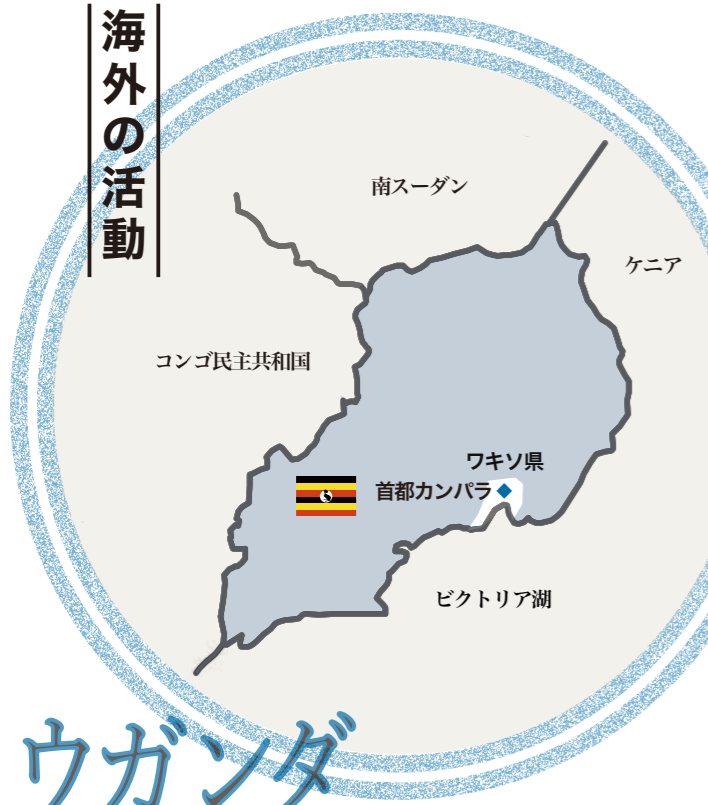 海外の活動
南スーダン
ケニア
コンゴ民主共和国
ワキソ県
首都カンパラ
ビクトリア湖
ウガンダ